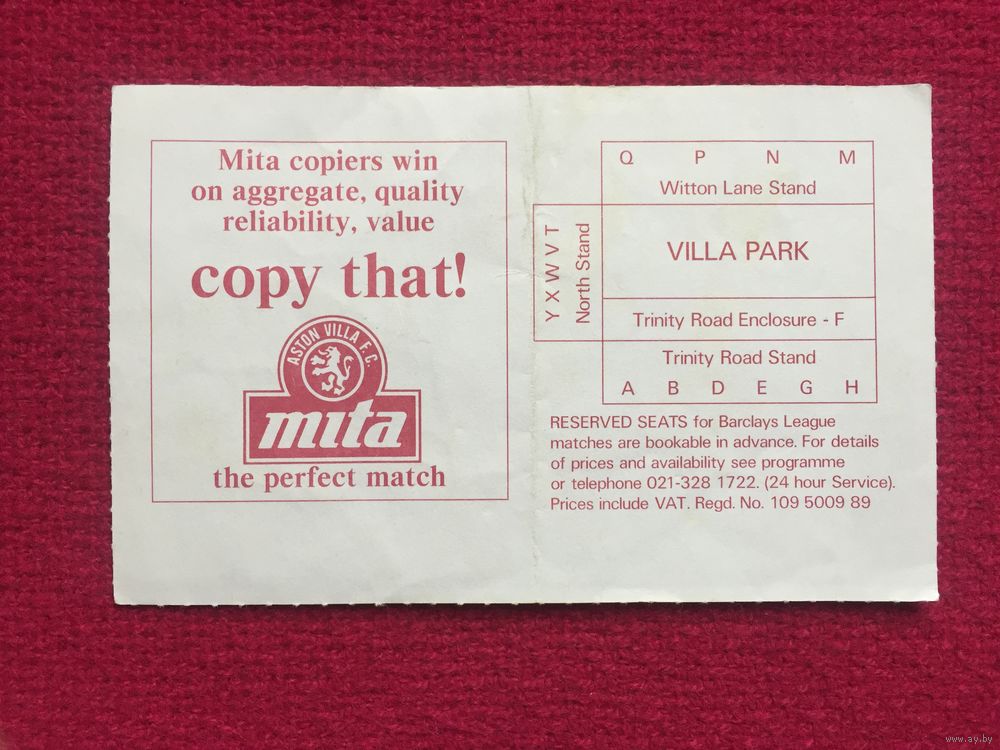 Mita copiers win
on aggregate, quality
reliability, value
copy that!
ASTON VILLA F.C.
mita
the perfect match
Q P N M
Witton Lane Stand
Y X W V T
North Stand
VILLA PARK
Trinity Road Enclosure - F
Trinity Road Stand
A B D E G H
RESERVED SEATS for Barclays League
matches are bookable in advance. For details
of prices and availability see programme
or telephone 021-328 1722. (24 hour Service).
Prices include VAT. Regd. No. 109 5009 89
www.ay.by